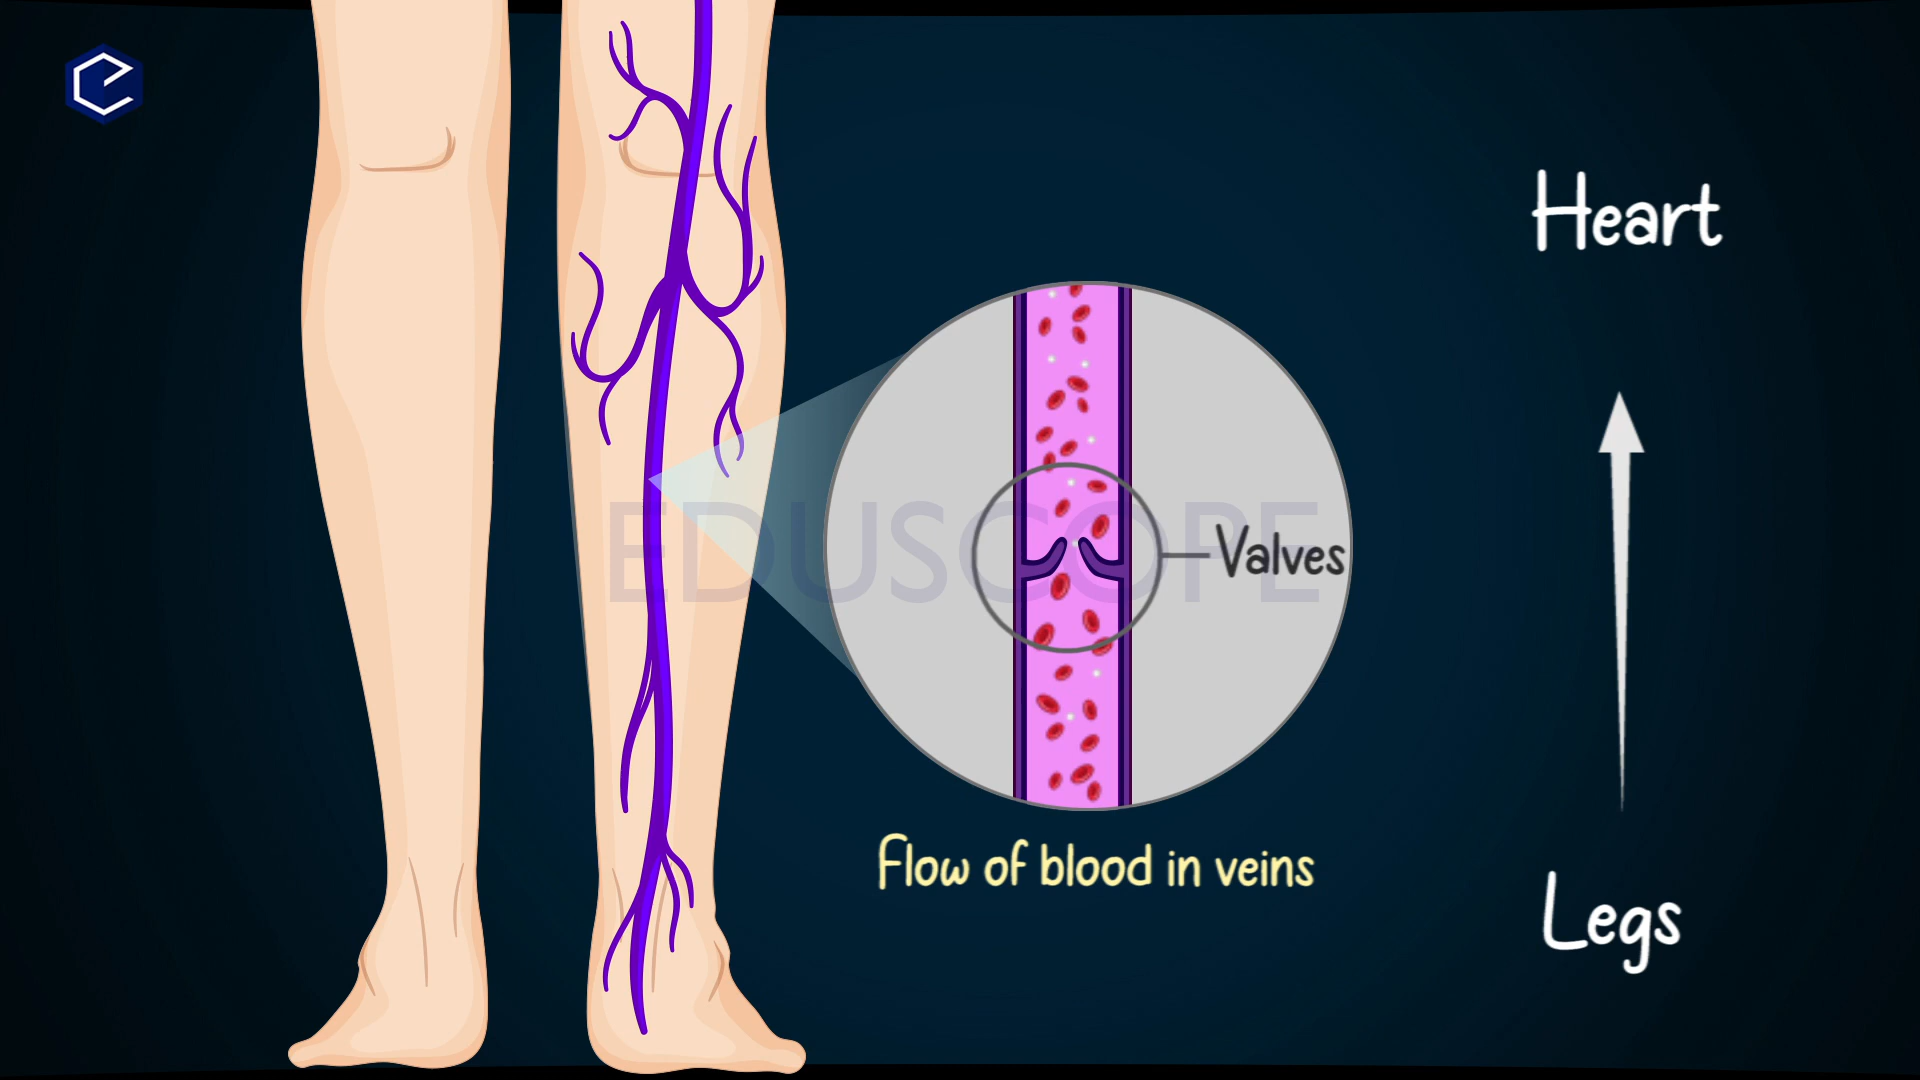 Heart
EDUSCOPE
Valves
Flow of blood in veins
Legs